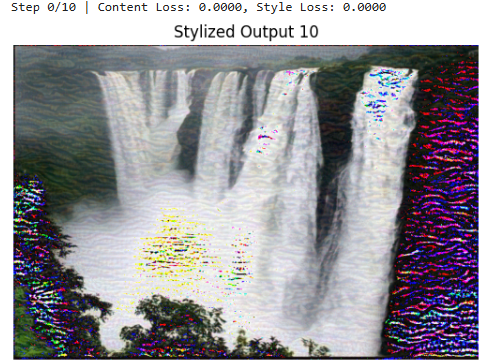 Step 0/10 | Content Loss: 0.0000, Style Loss: 0.0000
Stylized Output 10